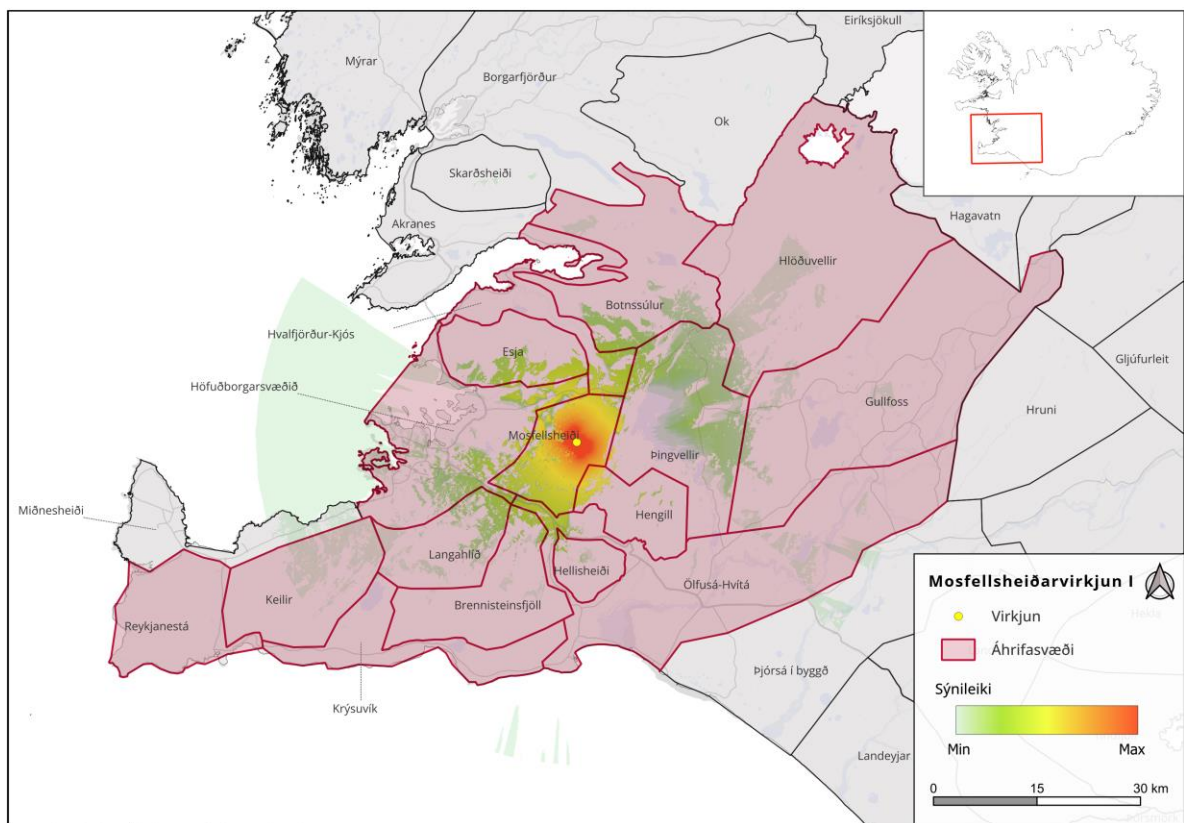 Eiríksjökull
Mýrar
Borgarfjörður
Ok
Skarðsheiði
Akranes
Hagavatn
Hlöðuvellir
Botnssúlur
Hvalfjörður-Kjós
Esja
Gljúfurleit
Höfuðborgarsvæðið
Gullfoss
Hruni
Mosfellsheiði
Þingvellir
Miðnesheiði
Hengill
Langahlíð
Hellisheiði
Ölfusá-Hvítá
Keilir
Brennisteinsfjöll
Reykjanestá
Þjórsá í byggð
Krýsuvík
Landeyjar
Mosfellsheiðarvirkjun I
Virkjun
Áhrifasvæði
Sýnileiki
Min
Max
0
15
30 km
Hekla